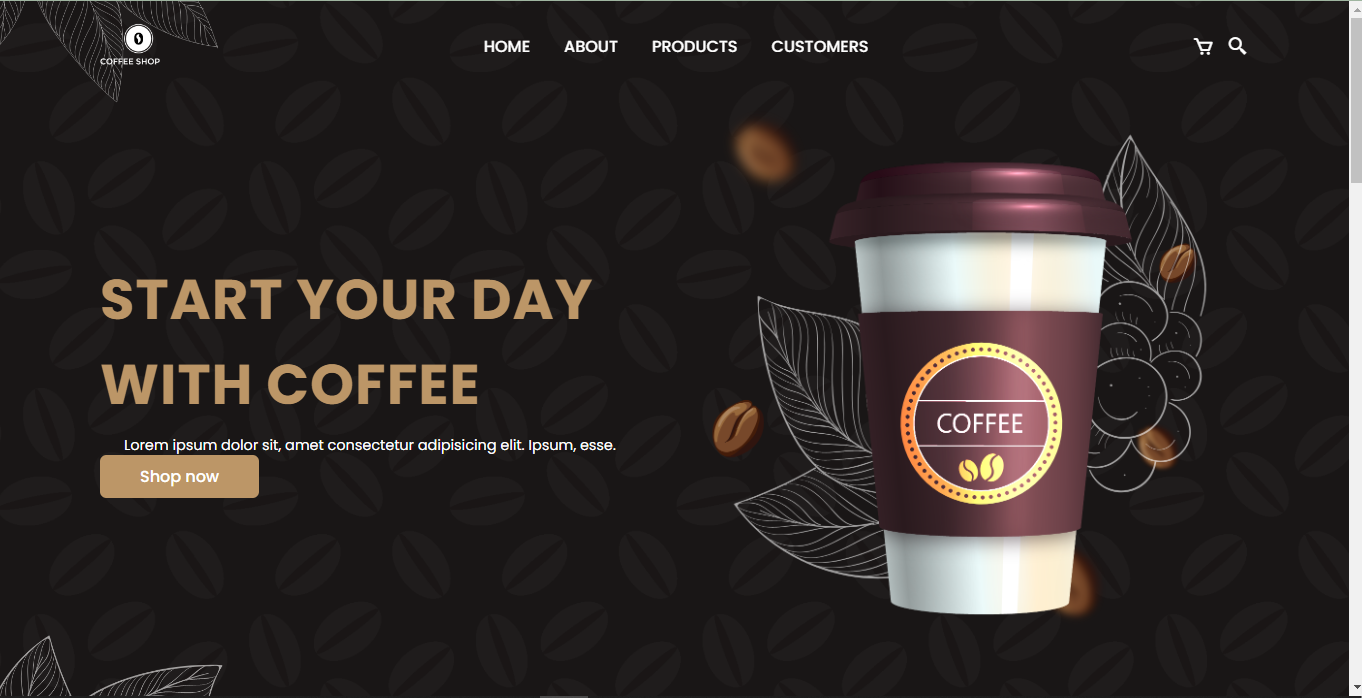 COFFEE SHOP
HOME ABOUT PRODUCTS CUSTOMERS
START YOUR DAY
WITH COFFEE
Lorem ipsum dolor sit, amet consectetur adipisicing elit. Ipsum, esse.
Shop now
COFFEE